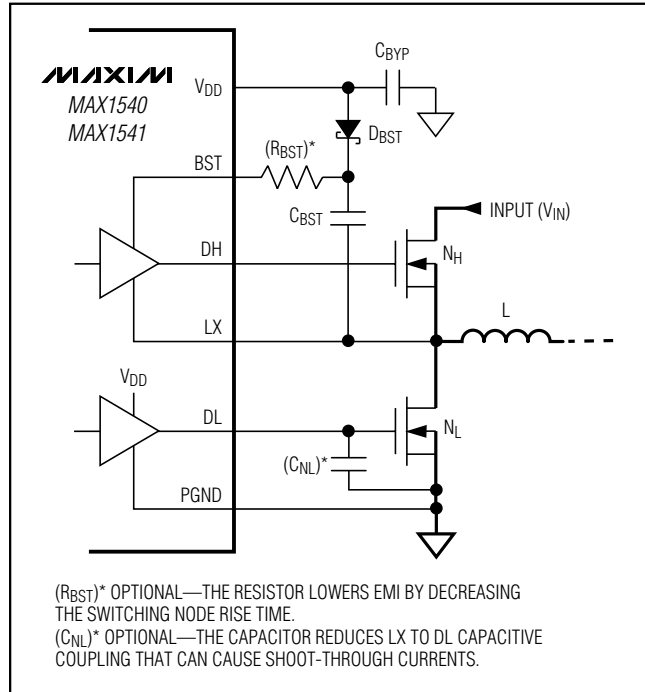 MAXIM
MAX1540
MAX1541
VDD
CBYP
DBST
BST
(RBST)*
CBST
INPUT (VIN)
DH
NH
L
LX
VDD
DL
NL
(CNL)*
PGND
(RBST)* OPTIONAL—THE RESISTOR LOWERS EMI BY DECREASING
THE SWITCHING NODE RISE TIME.
(CNL)* OPTIONAL—THE CAPACITOR REDUCES LX TO DL CAPACITIVE
COUPLING THAT CAN CAUSE SHOOT-THROUGH CURRENTS.